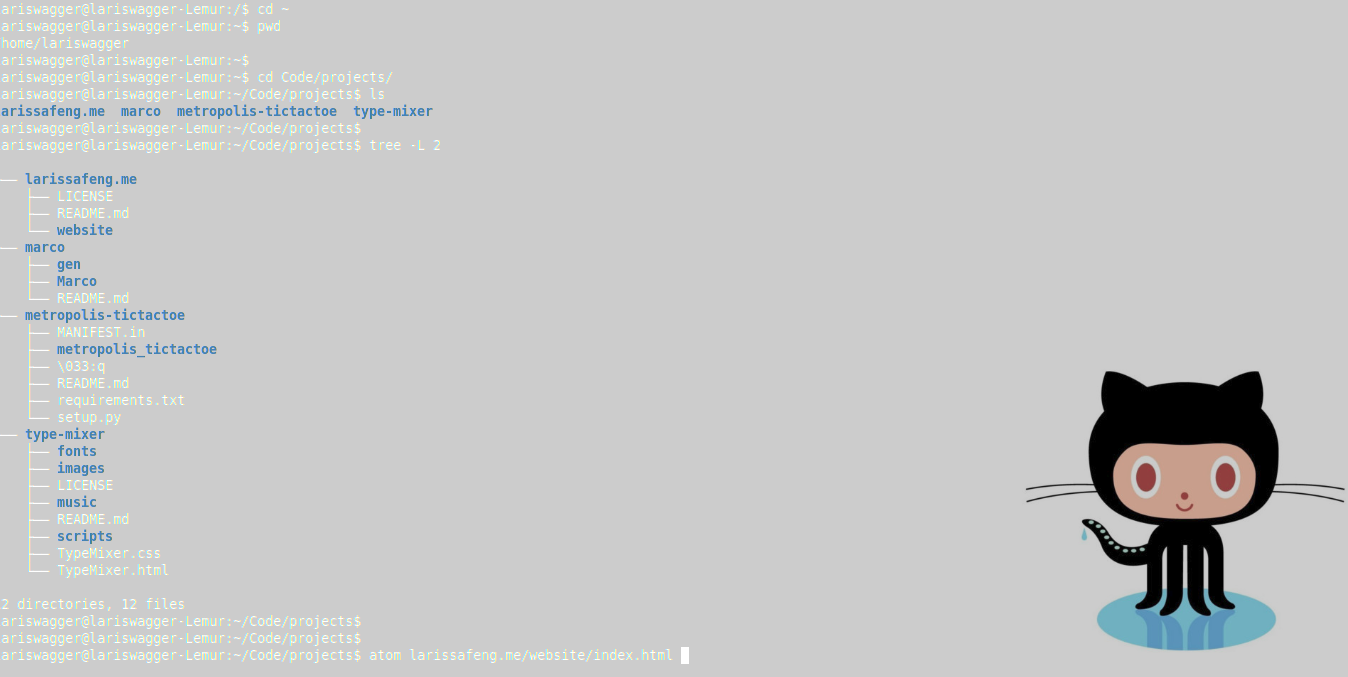 ariswagger@lariswagger-Lemur:/$ cd ~
ariswagger@lariswagger-Lemur:~$ pwd
home/lariswagger
ariswagger@lariswagger-Lemur:~$
ariswagger@lariswagger-Lemur:~$ cd Code/projects/
ariswagger@lariswagger-Lemur:~/Code/projects$ ls
arissafeng.me  marco  metropolis-tictactoe  type-mixer
ariswagger@lariswagger-Lemur:~/Code/projects$
ariswagger@lariswagger-Lemur:~/Code/projects$ tree -L 2
── larissafeng.me
    ├── LICENSE
    ├── README.md
    └── website
── marco
    ├── gen
    ├── Marco
    └── README.md
── metropolis-tictactoe
    ├── MANIFEST.in
    ├── metropolis_tictactoe
    ├── \033:q
    ├── README.md
    ├── requirements.txt
    └── setup.py
── type-mixer
    ├── fonts
    ├── images
    ├── LICENSE
    ├── music
    ├── README.md
    ├── scripts
    ├── TypeMixer.css
    └── TypeMixer.html
2 directories, 12 files
ariswagger@lariswagger-Lemur:~/Code/projects$
ariswagger@lariswagger-Lemur:~/Code/projects$
ariswagger@lariswagger-Lemur:~/Code/projects$ atom larissafeng.me/website/index.html